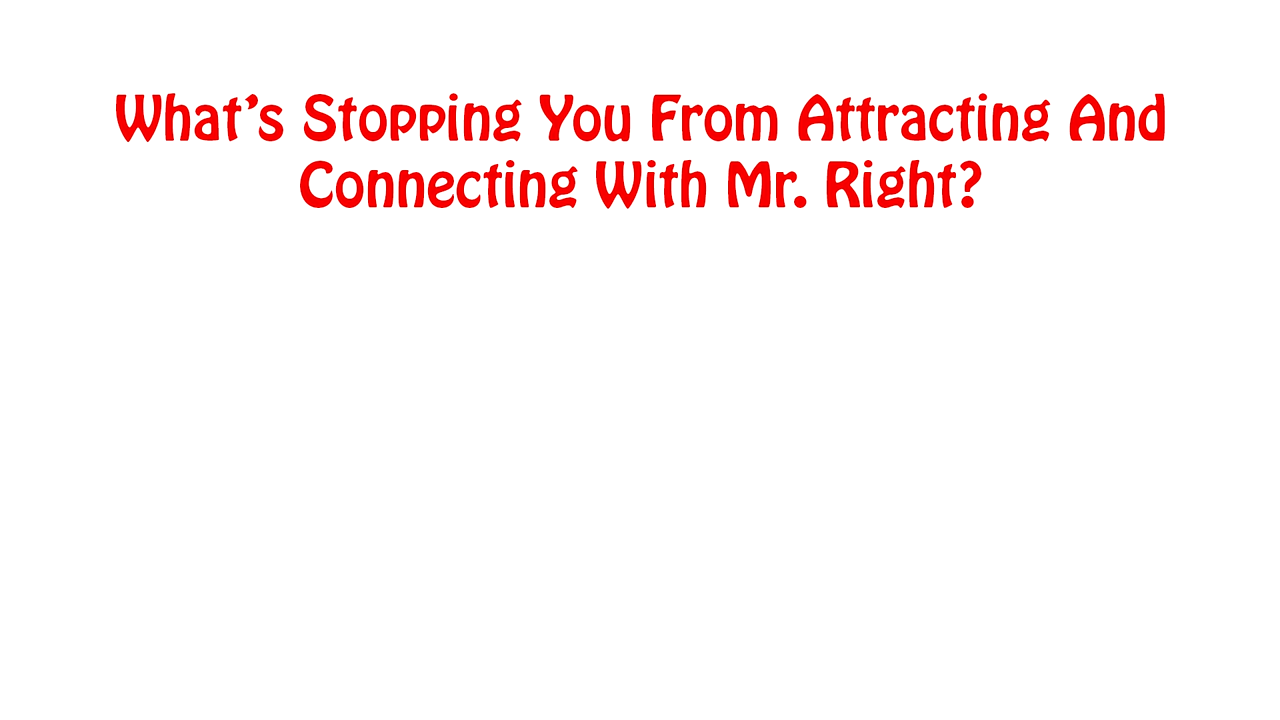 What’s Stopping You From Attracting And
Connecting With Mr. Right?